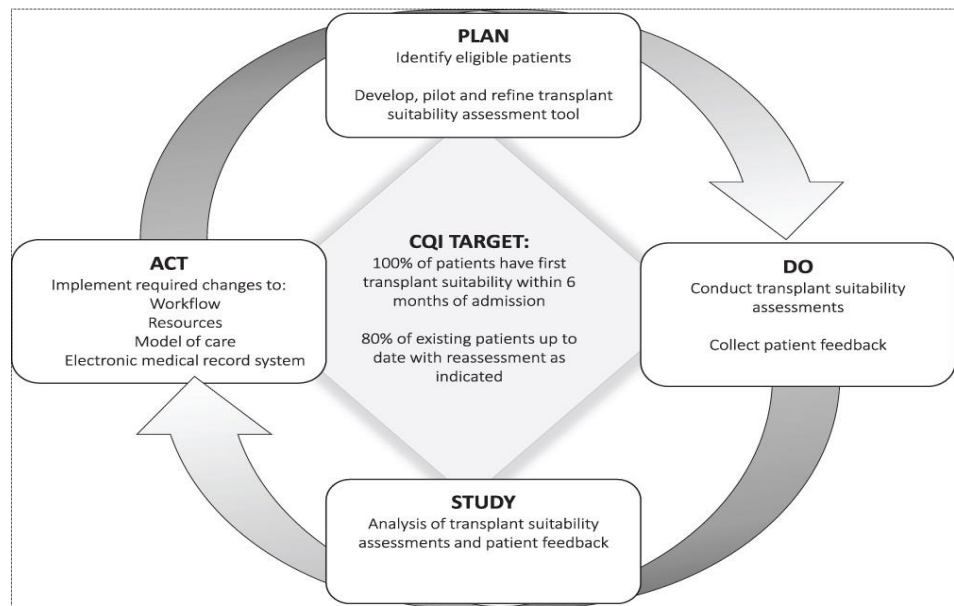 PLAN
Identify eligible patients
Develop, pilot and refine transplant
suitability assessment tool
CQI TARGET:
100% of patients have first
transplant suitability within 6
months of admission
80% of existing patients up to
date with reassessment as
indicated
DO
Conduct transplant suitability
assessments
Collect patient feedback
STUDY
Analysis of transplant suitability
assessments and patient feedback
ACT
Implement required changes to:
Workflow
Resources
Model of care
Electronic medical record system